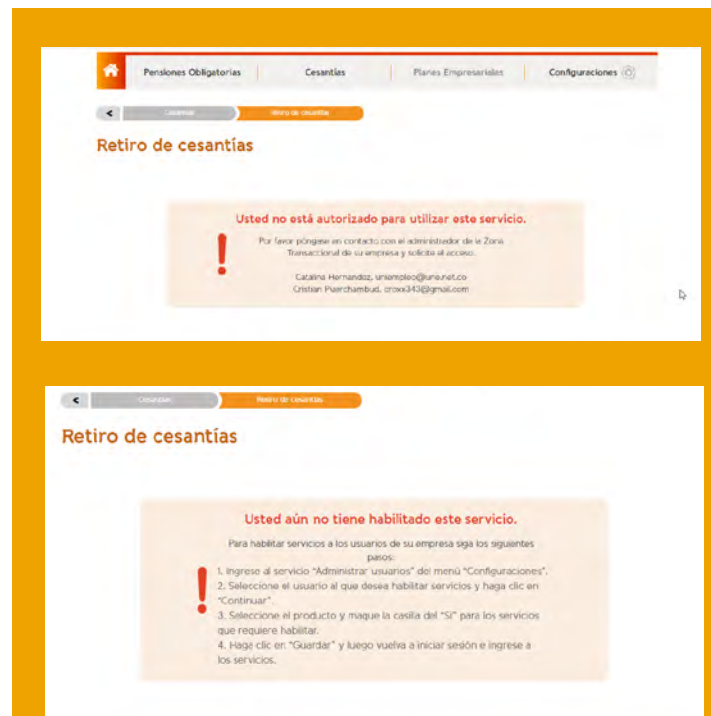 Pensiones Obligatorias
Cesantías
Planes Empresariales
Configuraciones
<
Cesantías
Retiro de cesantías
Retiro de cesantías
Usted no está autorizado para utilizar este servicio.
Por favor póngase en contacto con el administrador de la Zona
Transaccional de su empresa y solicite el acceso.
Catalina Hernandez, uniempleo@une.net.co
Cristian Puerchambud, croxx343@gmail.com
<
Cesantías
Retiro de cesantías
Retiro de cesantías
Usted aún no tiene habilitado este servicio.
Para habilitar servicios a los usuarios de su empresa siga los siguientes
pasos:
1. Ingrese al servicio "Administrar usuarios" del menú "Configuraciones".
2. Seleccione el usuario al que desea habilitar servicios y haga clic en
"Continuar".
3. Seleccione el producto y maque la casilla del "Si" para los servicios
que requiere habilitar.
4. Haga clic en "Guardar" y luego vuelva a iniciar sesión e ingrese a
los servicios.